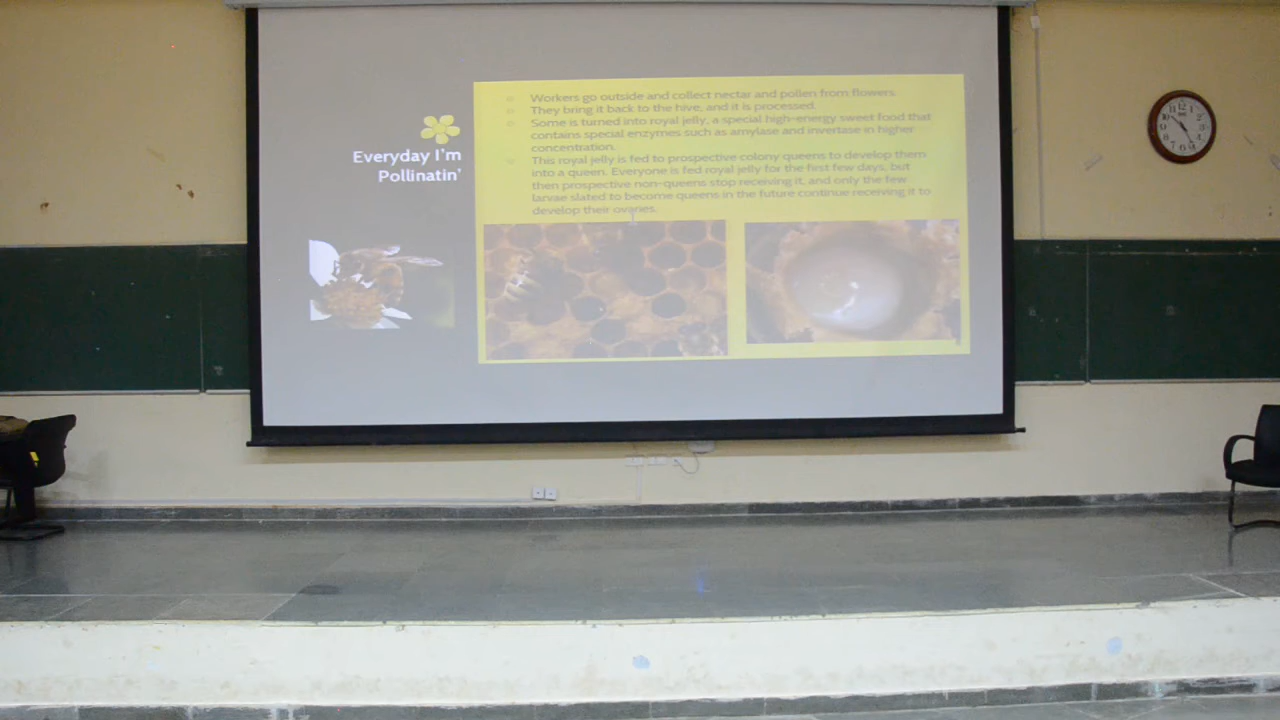 Everyday I'm
Pollinatin'
Workers go outside and collect nectar and pollen from flowers.
They bring it back to the hive, and it is processed.
Some is turned into royal jelly, a special high-energy sweet food that
contains special enzymes such as amylase and invertase in higher
concentration.
This royal jelly is fed to prospective colony queens to develop them
into a queen. Everyone is fed royal jelly for the first few days, but
then prospective non-queens stop receiving it, and only the few
larvae slated to become queens in the future continue receiving it to
develop their ovaries.